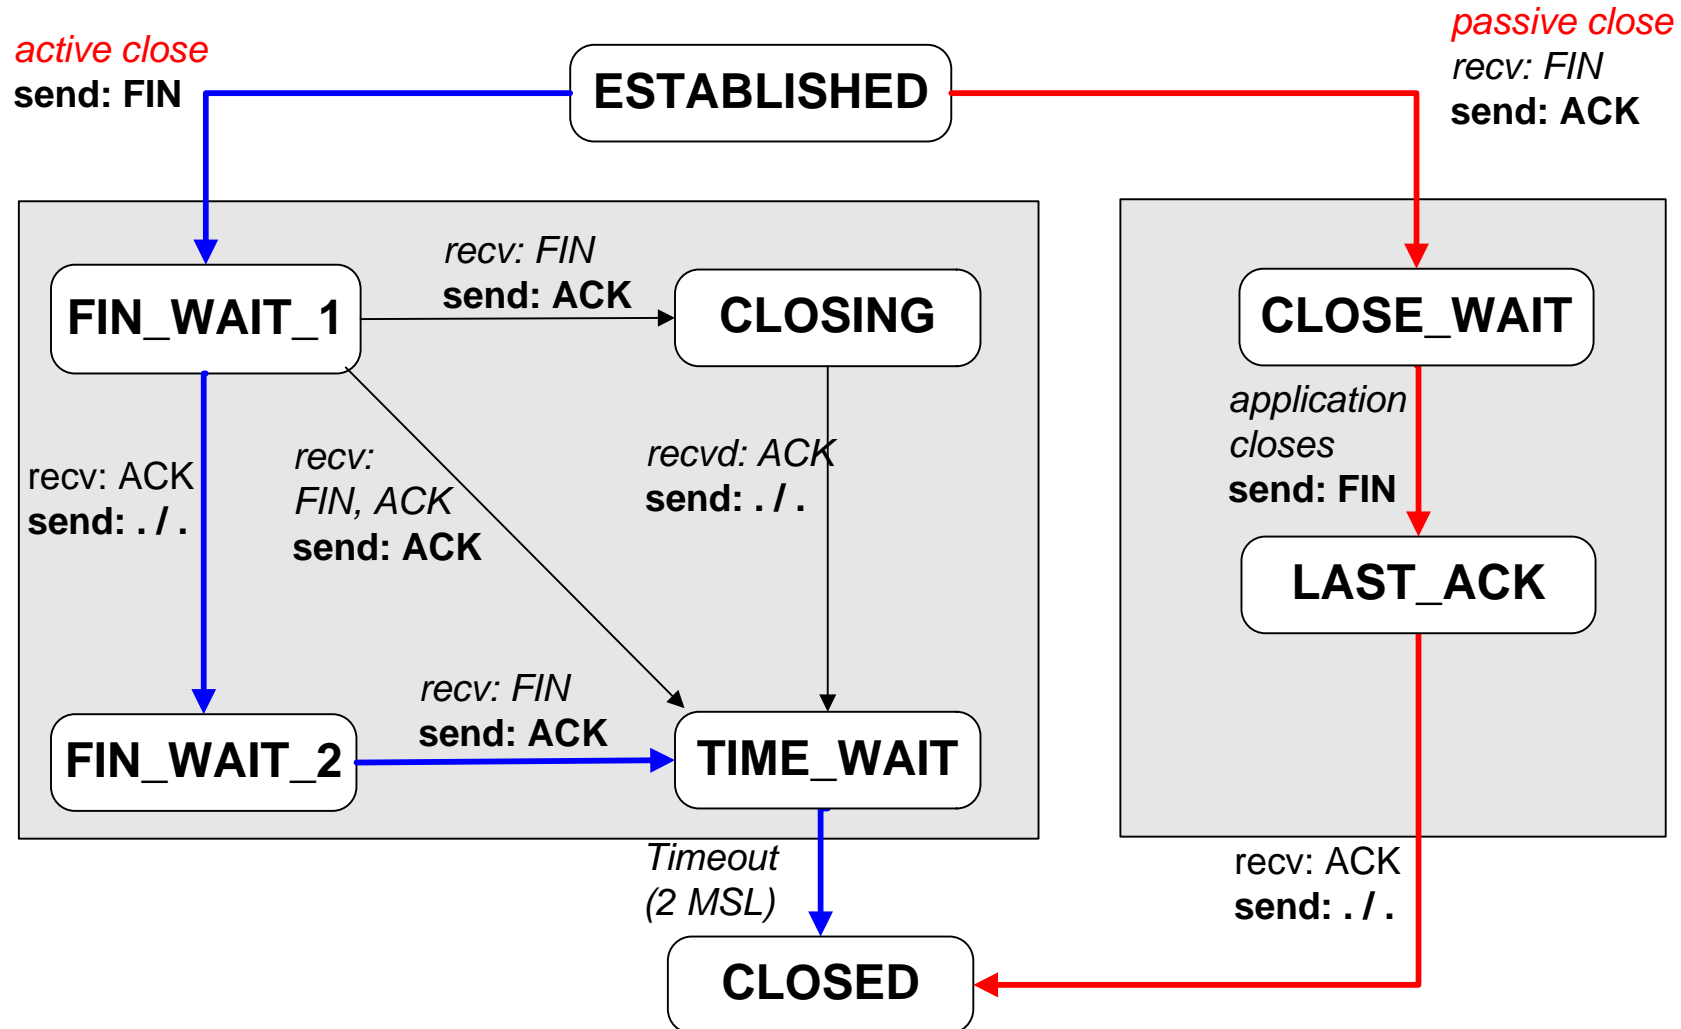 active close
send: FIN
ESTABLISHED
passive close
recv: FIN
send: ACK
FIN_WAIT_1
recv: FIN
send: ACK
CLOSING
CLOSE_WAIT
recv: ACK
send: . / .
recv:
FIN, ACK
send: ACK
recvd: ACK
send: . / .
application
closes
send: FIN
LAST_ACK
FIN_WAIT_2
recv: FIN
send: ACK
TIME_WAIT
Timeout
(2 MSL)
recv: ACK
send: . / .
CLOSED